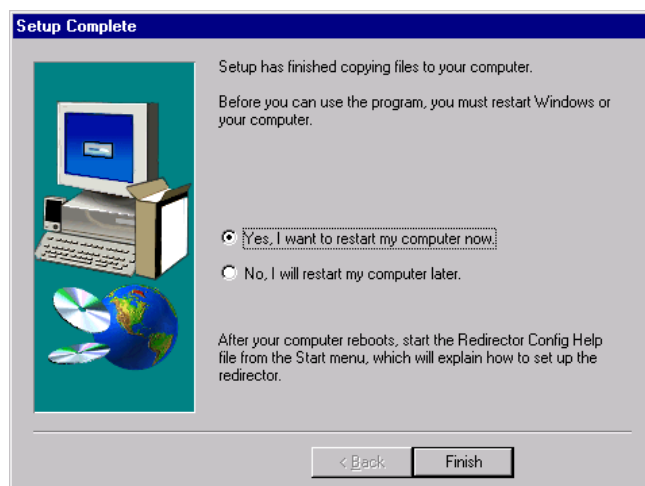 Setup Complete
Setup has finished copying files to your computer.
Before you can use the program, you must restart Windows or
your computer.
Yes, I want to restart my computer now.
No, I will restart my computer later.
After your computer reboots, start the Redirector Config Help
file from the Start menu, which will explain how to set up the
redirector.
< Back
Finish